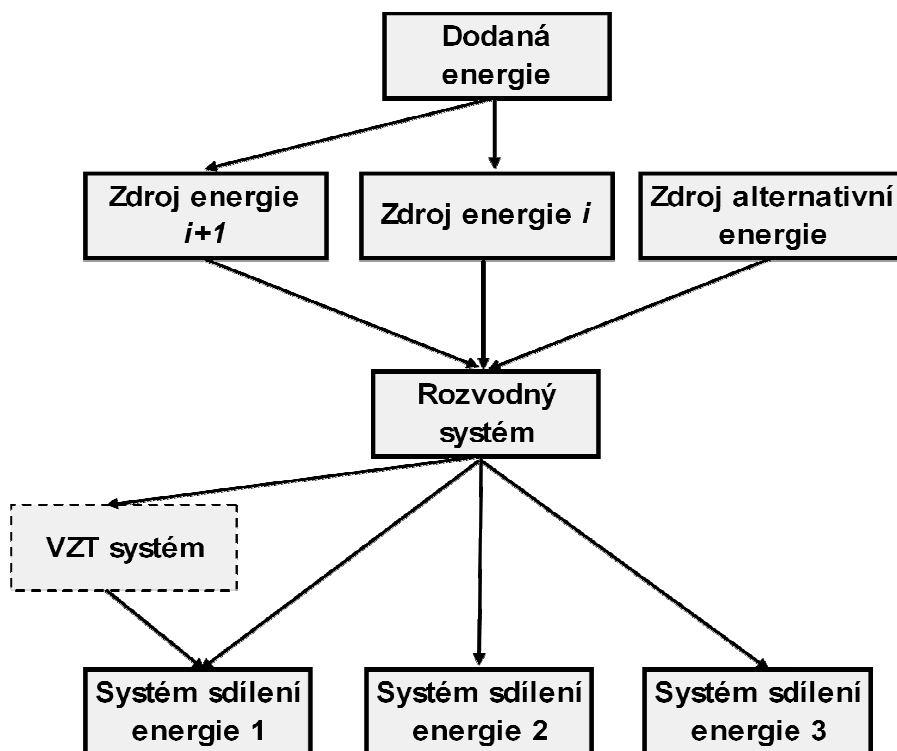 Dodaná
energie
Zdroj energie
i+1
Zdroj energie i
Zdroj alternativní
energie
Rozvodný
systém
VZT systém
Systém sdílení
energie 1
Systém sdílení
energie 2
Systém sdílení
energie 3